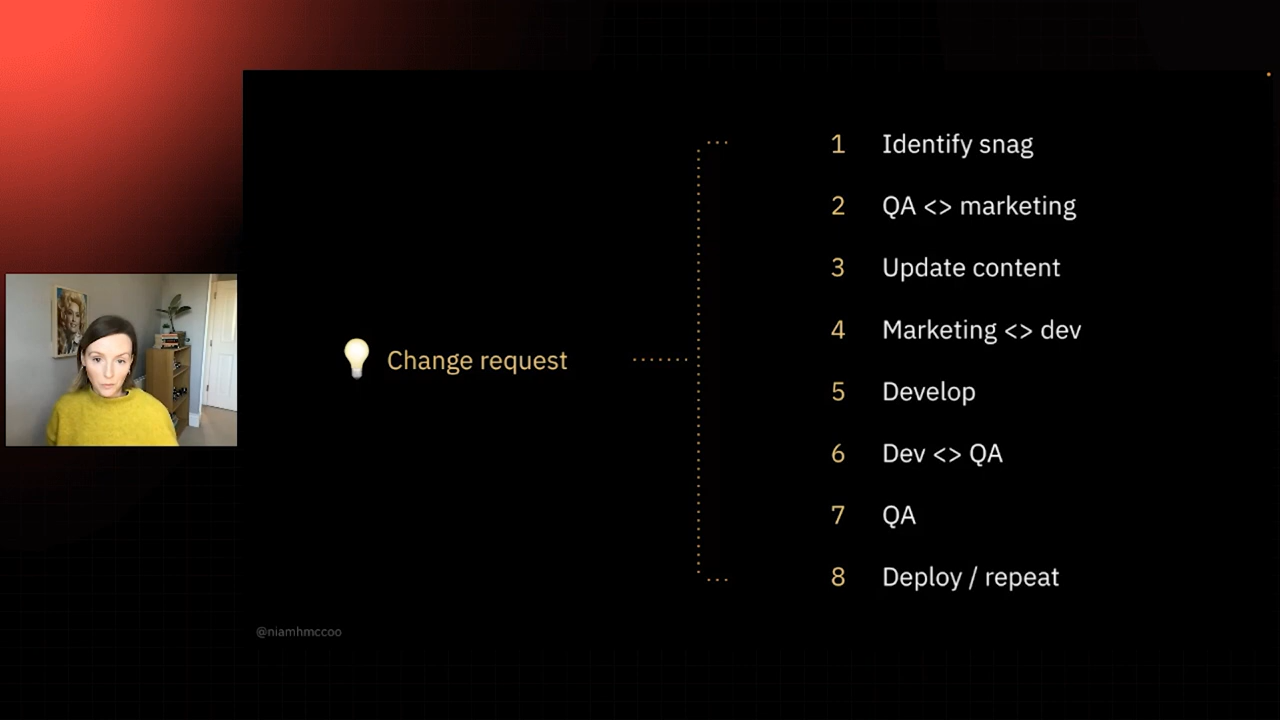 Change request
1 Identify snag
2 QA <> marketing
3 Update content
4 Marketing <> dev
5 Develop
6 Dev <> QA
7 QA
8 Deploy / repeat
@niamhmccoo